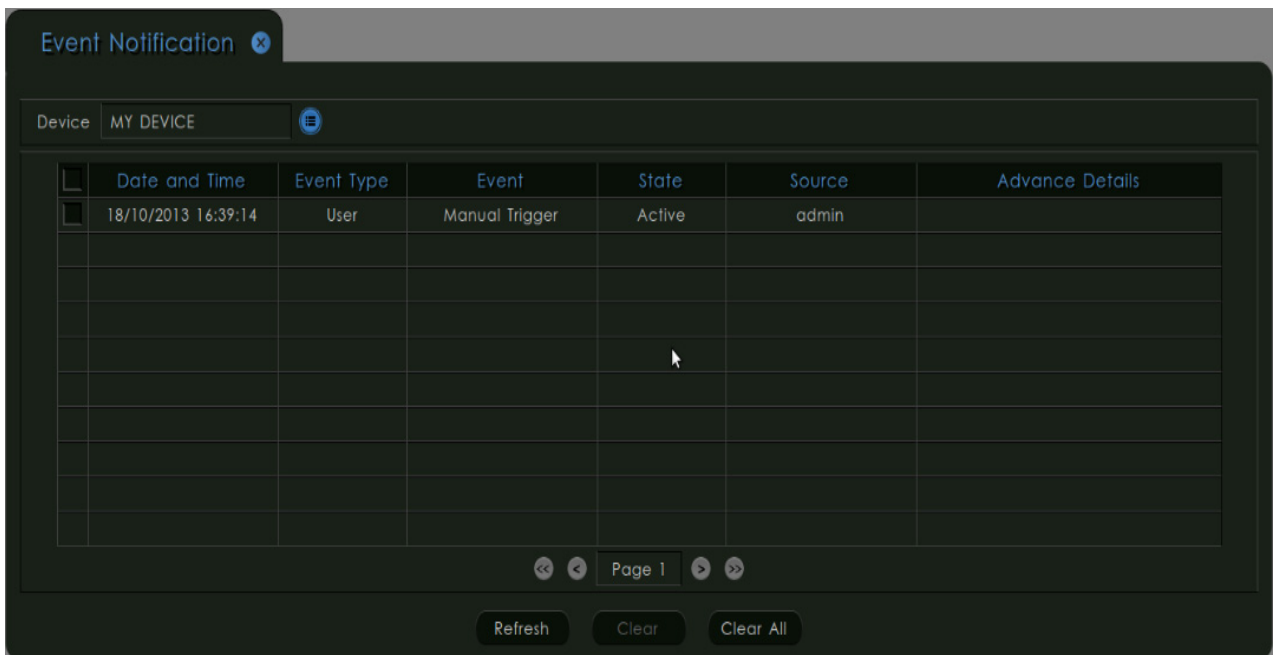 Event Notification
Device MY DEVICE
Date and Time Event Type Event State Source Advance Details
18/10/2013 16:39:14 User Manual Trigger Active admin
Page 1
Refresh Clear Clear All